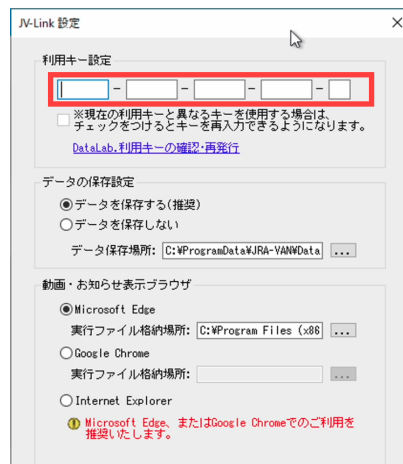 JV-Link 設定
利用キー設定
- - - -
※現在の利用キーと異なるキーを使用する場合は、
チェックをつけるとキーを再入力できるようになります。
DataLab.利用キーの確認・再発行
データの保存設定
データを保存する(推奨)
データを保存しない
データ保存場所: C:¥ProgramData¥JRA-VAN¥Data ...
動画・お知らせ表示ブラウザ
Microsoft Edge
実行ファイル格納場所: C:¥Program Files (x86 ...
Google Chrome
実行ファイル格納場所: ...
Internet Explorer
Microsoft Edge、またはGoogle Chromeでのご利用を
推奨いたします。